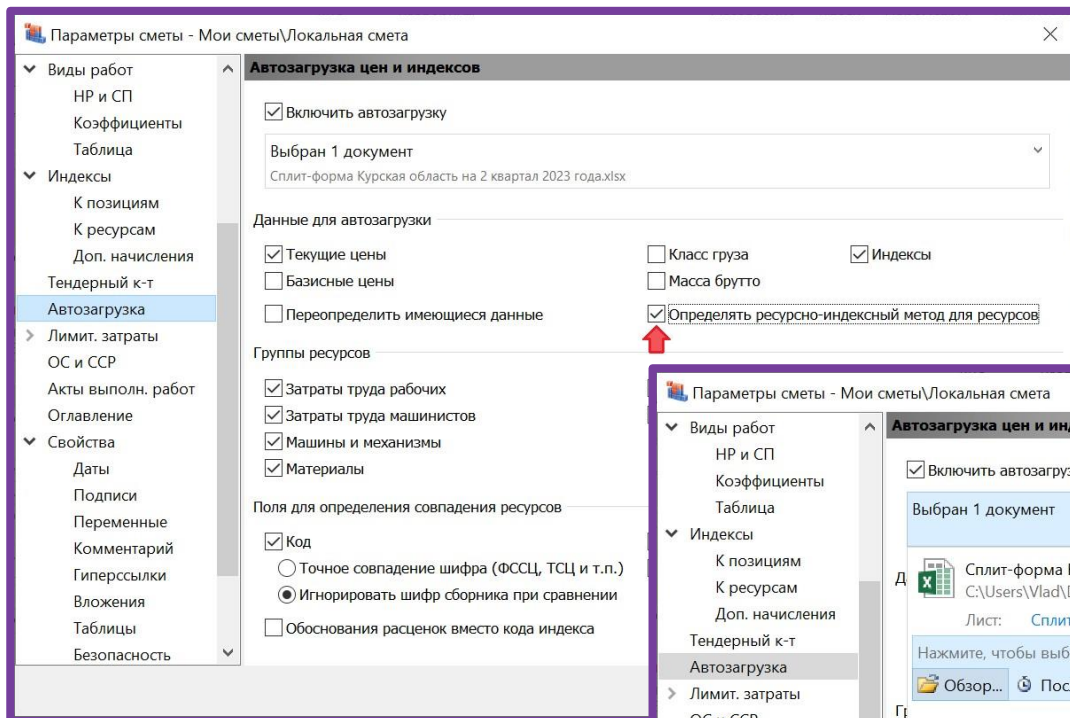 Параметры сметы - Мои сметы\Локальная смета
Виды работ
НР и СП
Коэффициенты
Таблица
Индексы
К позициям
К ресурсам
Доп. начисления
Тендерный к-т
Автозагрузка
Лимит. затраты
ОС и ССР
Акты выполн. работ
Оглавление
Свойства
Даты
Подписи
Переменные
Комментарий
Гиперссылки
Вложения
Таблицы
Безопасность
Автозагрузка цен и индексов
Включить автозагрузку
Выбран 1 документ
Сплит-форма Курская область на 2 квартал 2023 года.xlsx
Данные для автозагрузки
Текущие цены
Класс груза
Индексы
Базисные цены
Масса брутто
Переопределить имеющиеся данные
Определять ресурсно-индексный метод для ресурсов
Группы ресурсов
Затраты труда рабочих
Затраты труда машинистов
Машины и механизмы
Материалы
Поля для определения совпадения ресурсов
Код
Точное совпадение шифра (ФССЦ, ТСЦ и т.п.)
Игнорировать шифр сборника при сравнении
Обоснования расценок вместо кода индекса
Параметры сметы - Мои сметы\Локальная смета
Виды работ
НР и СП
Коэффициенты
Таблица
Индексы
К позициям
К ресурсам
Доп. начисления
Тендерный к-т
Автозагрузка
Лимит. затраты
ОС и ССР
Автозагрузка цен и инд
Включить автозагруз
Выбран 1 документ
Сплит-форма
C:\Users\Vlad\
Лист: Сплит
Нажмите, чтобы выб
Обзор... Пос